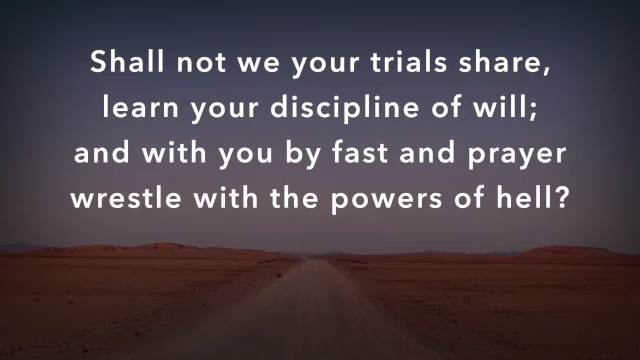 Shall not we your trials share,
learn your discipline of will;
and with you by fast and prayer
wrestle with the powers of hell?